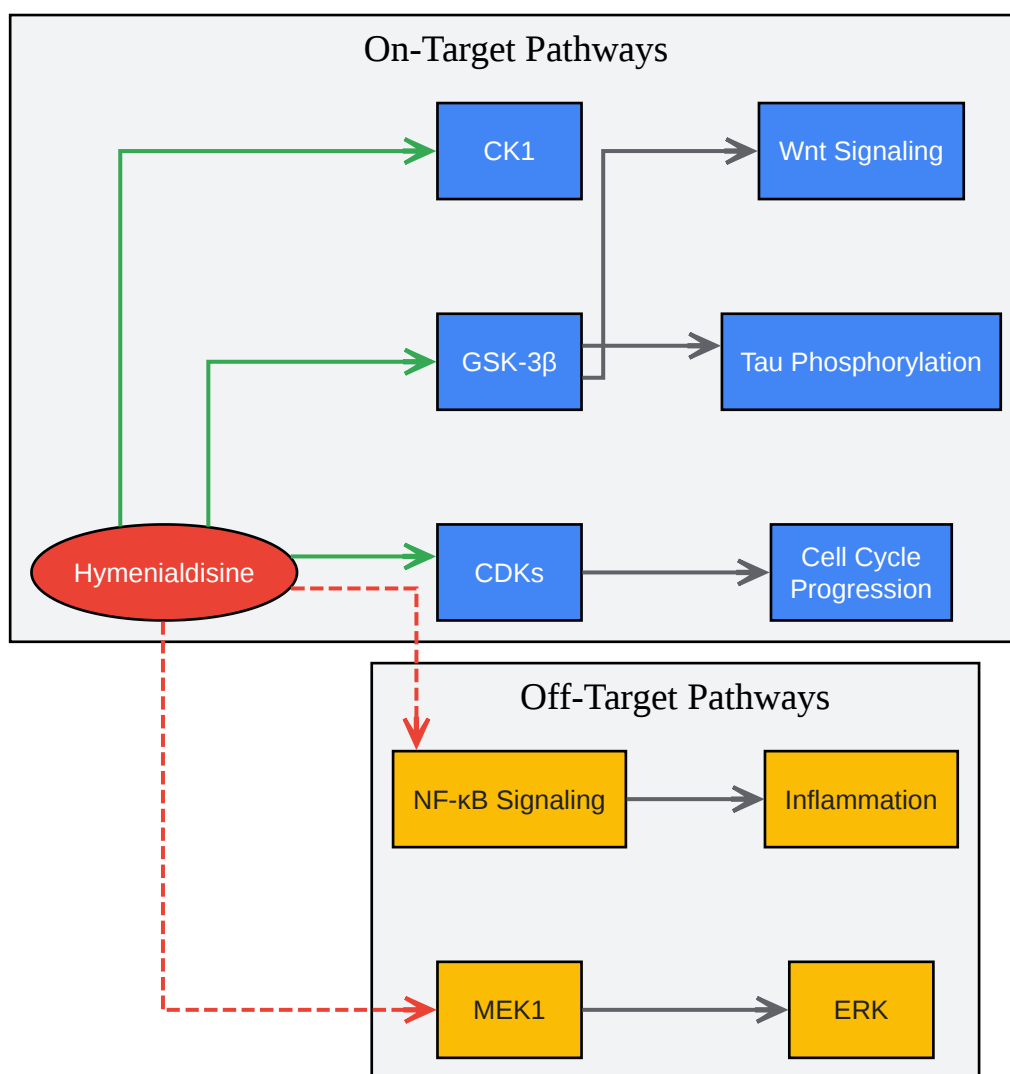 On-Target Pathways
CK1
Wnt Signaling
GSK-3β
Tau Phosphorylation
Hymenialdisine
CDKs
Cell Cycle
Progression
Off-Target Pathways
NF-κB Signaling
Inflammation
MEK1
ERK